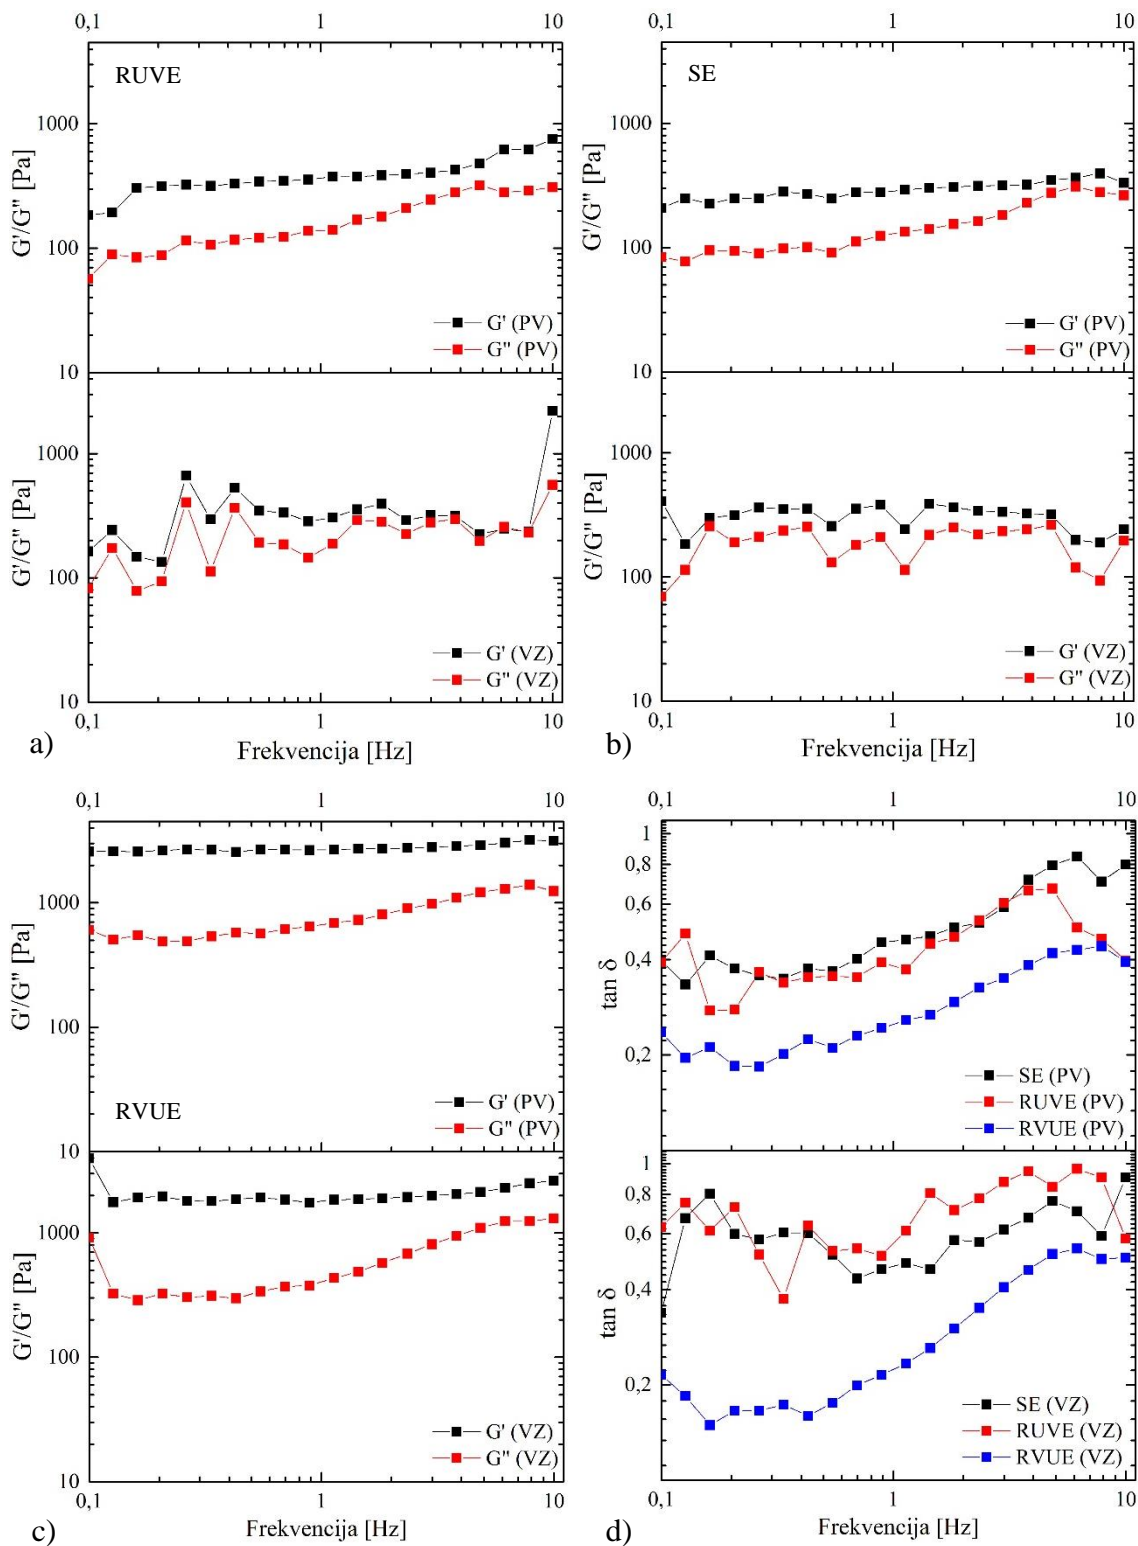 0,1 1 10
RUVE
1000
100
10
G'/G" [Pa]
G' (PV)
G" (PV)
1000
100
10
G'/G" [Pa]
G' (VZ)
G" (VZ)
0,1 1 10
Frekvencija [Hz]
a)
0,1 1 10
SE
1000
100
10
G'/G" [Pa]
G' (PV)
G" (PV)
1000
100
10
G'/G" [Pa]
G' (VZ)
G" (VZ)
0,1 1 10
Frekvencija [Hz]
b)
0,1 1 10
1000
100
10
G'/G" [Pa]
RVUE
G' (PV)
G" (PV)
1000
100
10
G'/G" [Pa]
G' (VZ)
G" (VZ)
0,1 1 10
Frekvencija [Hz]
c)
0,1 1 10
1
0,8
0,6
0,4
0,2
tan δ
SE (PV)
RUVE (PV)
RVUE (PV)
1
0,8
0,6
0,4
0,2
tan δ
SE (VZ)
RUVE (VZ)
RVUE (VZ)
0,1 1 10
Frekvencija [Hz]
d)